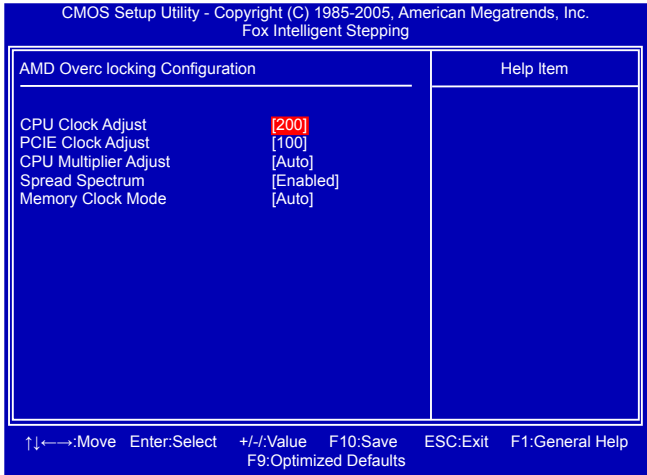 CMOS Setup Utility - Copyright (C) 1985-2005, American Megatrends, Inc.
Fox Intelligent Stepping
AMD Overc locking Configuration
Help Item
CPU Clock Adjust [200]
PCIE Clock Adjust [100]
CPU Multiplier Adjust [Auto]
Spread Spectrum [Enabled]
Memory Clock Mode [Auto]
↑↓←→:Move Enter:Select +/-/:Value F10:Save ESC:Exit F1:General Help
F9:Optimized Defaults